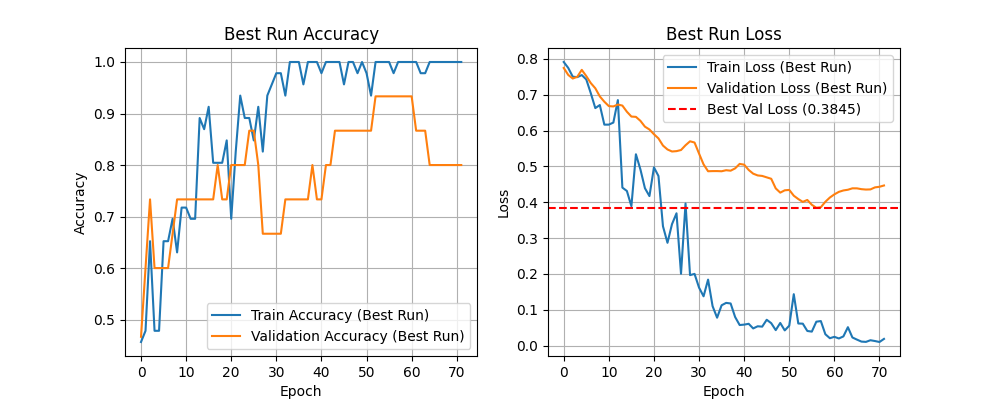 Best Run Accuracy
Accuracy
1.0
0.9
0.8
0.7
0.6
0.5
Train Accuracy (Best Run)
Validation Accuracy (Best Run)
0 10 20 30 40 50 60 70
Epoch
Best Run Loss
Loss
0.8
0.7
0.6
0.5
0.4
0.3
0.2
0.1
0.0
Train Loss (Best Run)
Validation Loss (Best Run)
Best Val Loss (0.3845)
0 10 20 30 40 50 60 70
Epoch